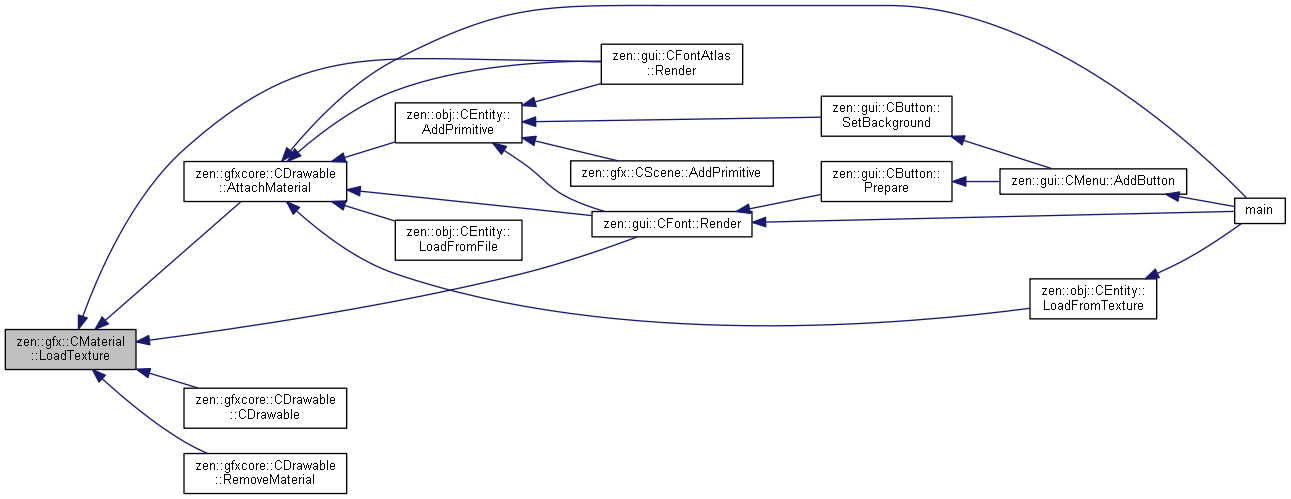 zen::gui::CFontAtlas
::Render
zen::obj::CEntity::
AddPrimitive
zen::gui::CButton::
SetBackground
zen::gfxcore::CDrawable
::AttachMaterial
zen::gfx::CScene::AddPrimitive
zen::gui::CButton::
Prepare
zen::gui::CMenu::AddButton
main
zen::gui::CFont::Render
zen::obj::CEntity::
LoadFromFile
zen::obj::CEntity::
LoadFromTexture
zen::gfx::CMaterial
::LoadTexture
zen::gfxcore::CDrawable
::CDrawable
zen::gfxcore::CDrawable
::RemoveMaterial